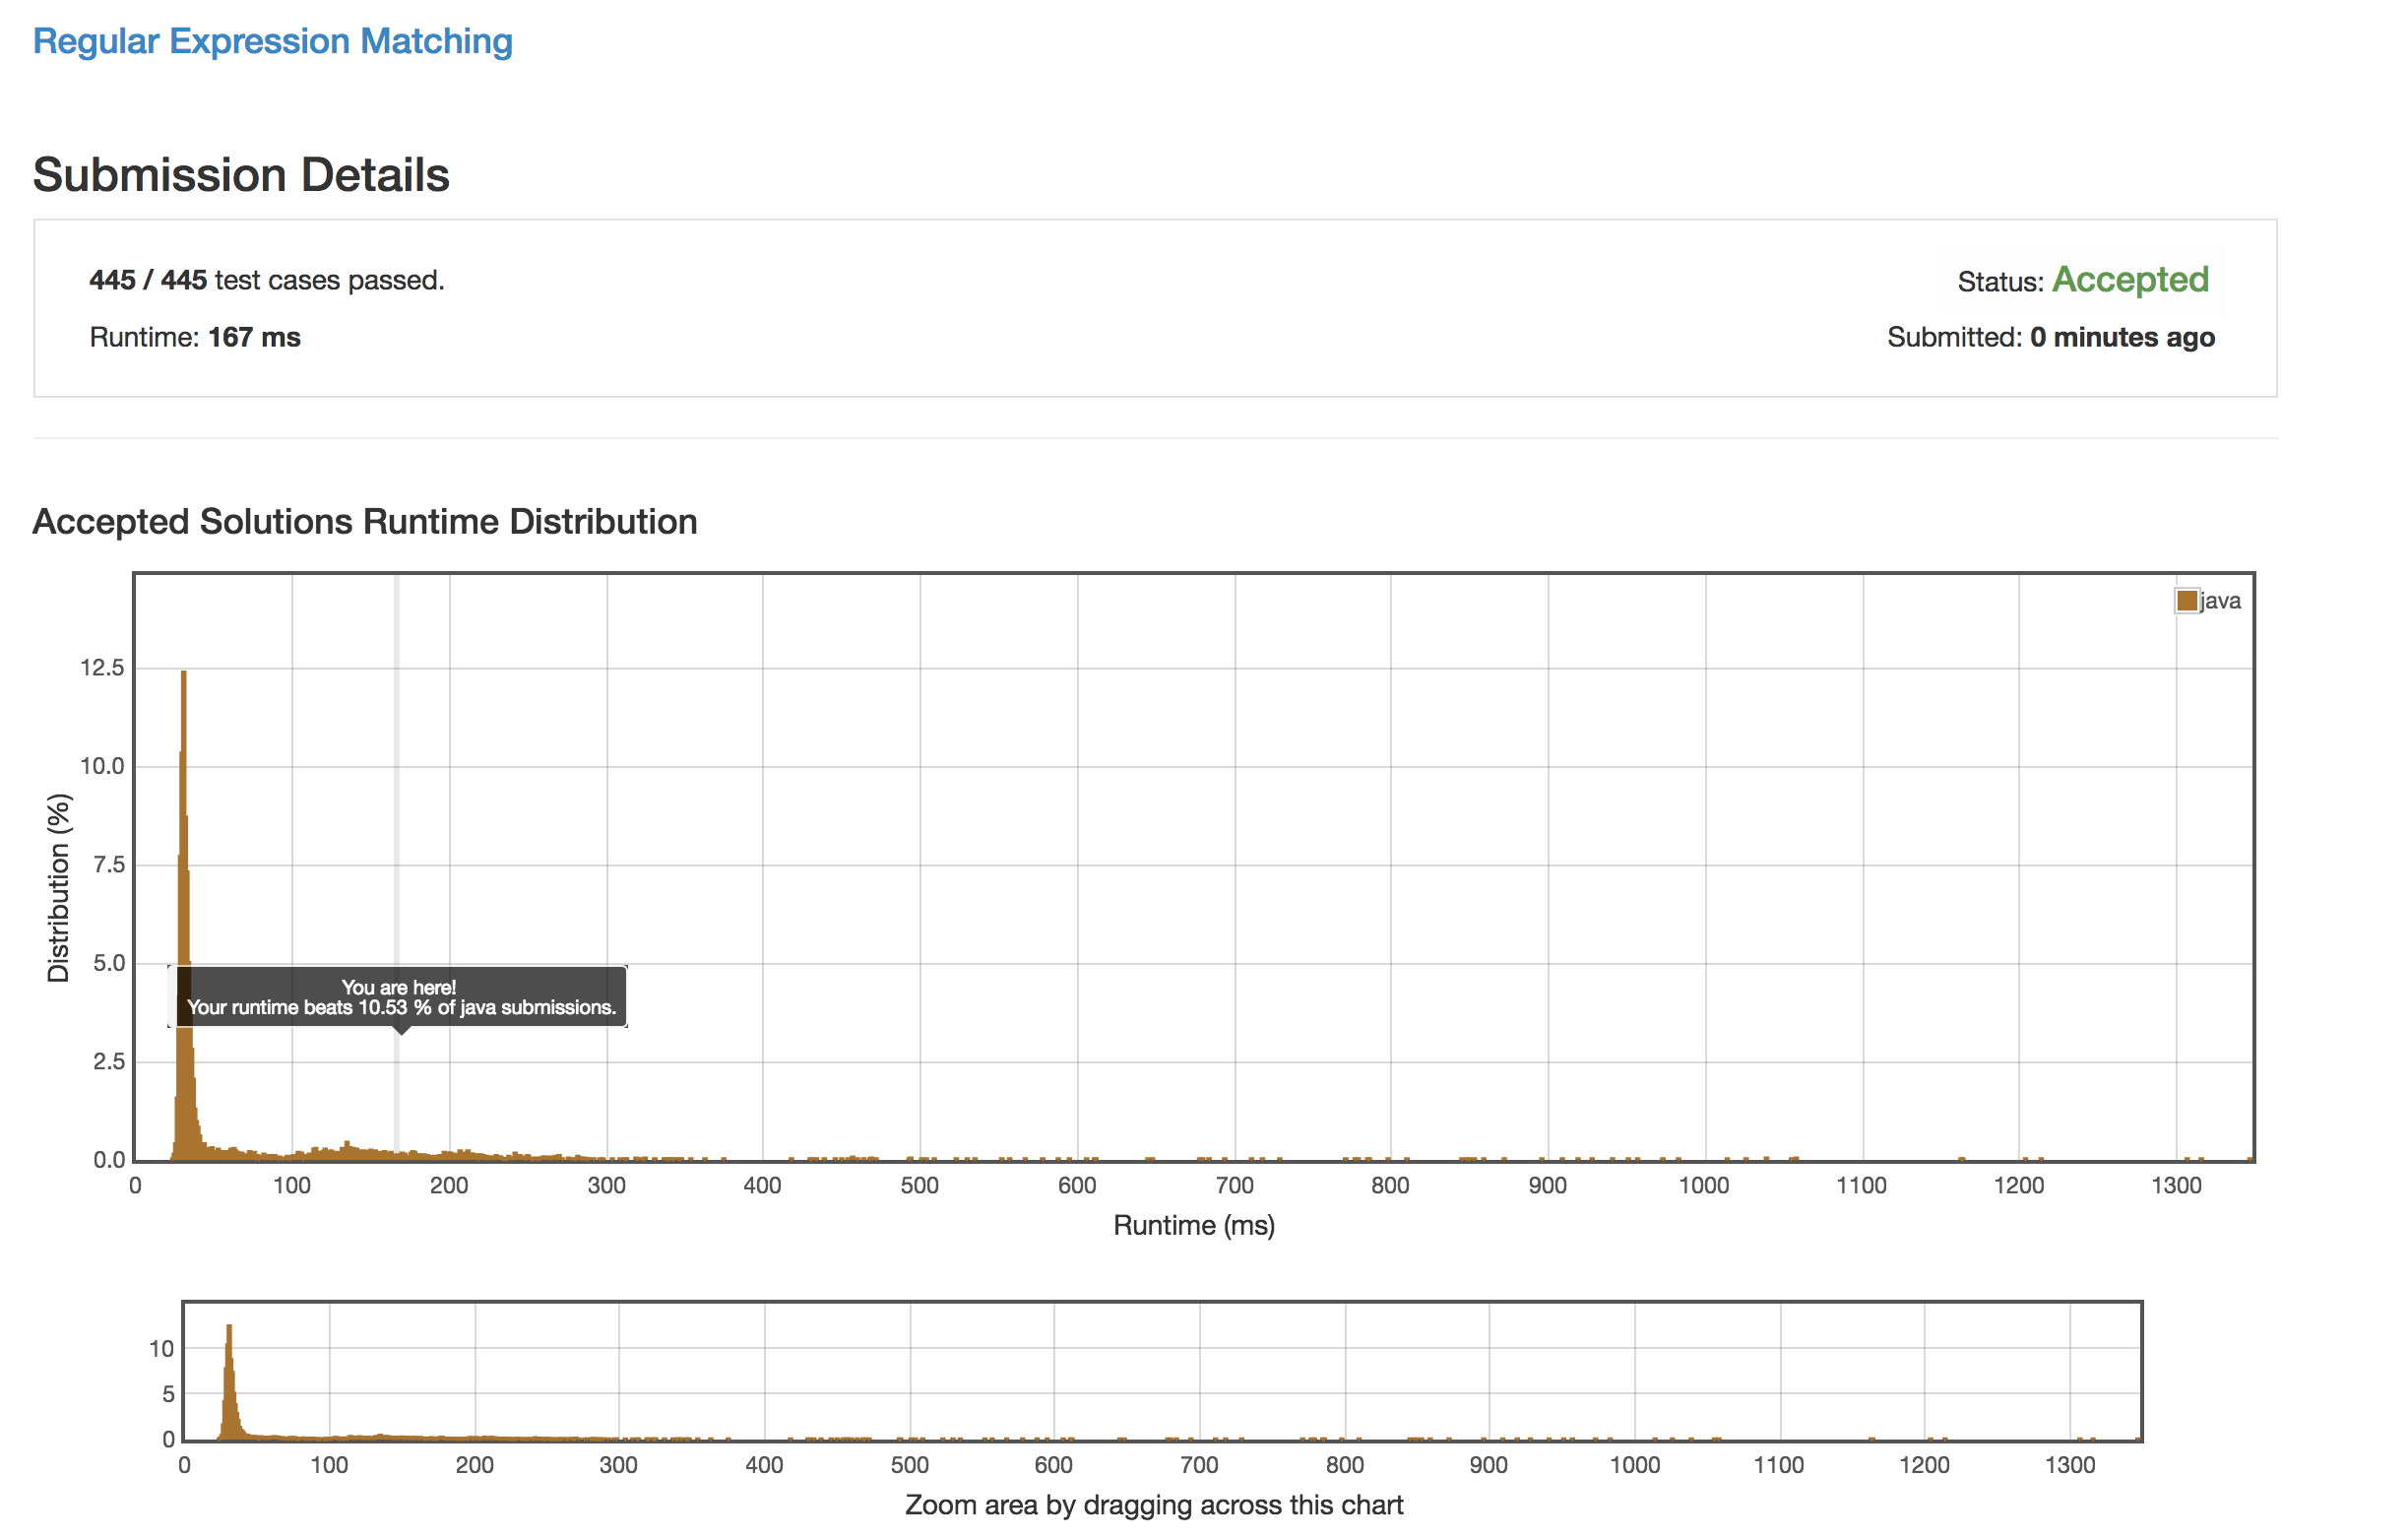 Regular Expression Matching
Submission Details
445 / 445 test cases passed.
Status: Accepted
Runtime: 167 ms
Submitted: 0 minutes ago
Accepted Solutions Runtime Distribution
java
12.5
10.0
7.5
5.0
2.5
0.0
Distribution (%)
You are here!
Your runtime beats 10.53 % of java submissions.
0 100 200 300 400 500 600 700 800 900 1000 1100 1200 1300
Runtime (ms)
10
5
0
0 100 200 300 400 500 600 700 800 900 1000 1100 1200 1300
Zoom area by dragging across this chart